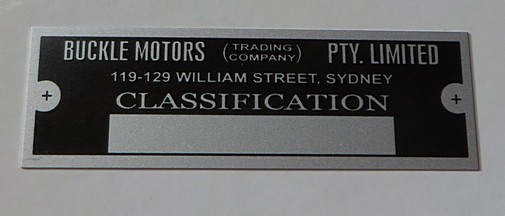 BUCKLE MOTORS (TRADING COMPANY) PTY. LIMITED
119-129 WILLIAM STREET, SYDNEY
CLASSIFICATION